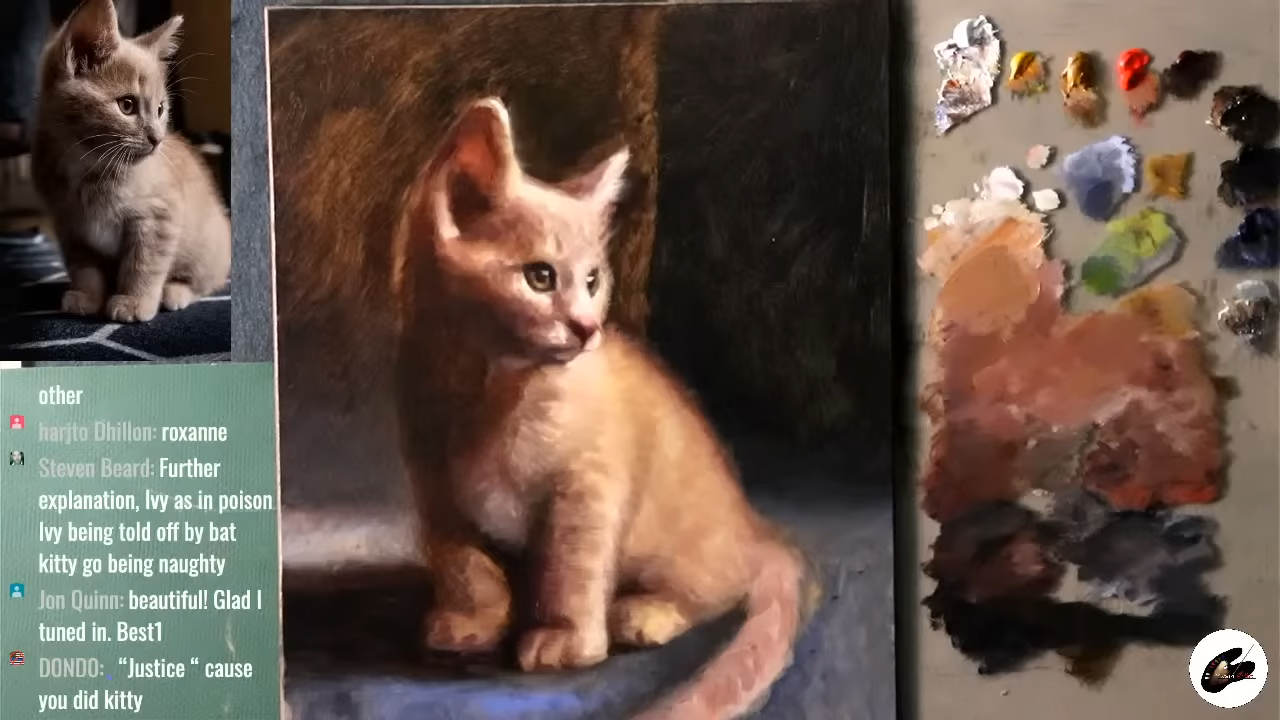 other
harjto Dhillon: roxanne
Steven Beard: Further
explanation, Ivy as in poison
Ivy being told off by bat
kitty go being naughty
Jon Quinn: beautiful! Glad I
tuned in. Best1
DONDO: “Justice “ cause
you did kitty